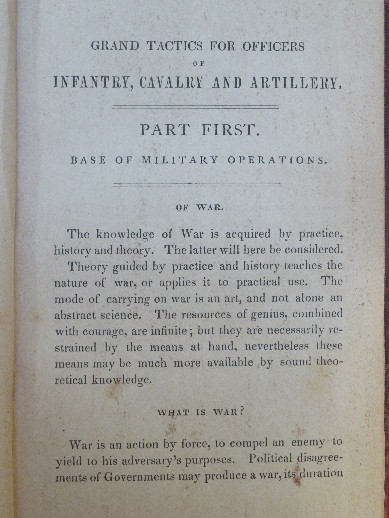 GRAND TACTICS FOR OFFICERS
OF
INFANTRY, CAVALRY AND ARTILLERY.
PART FIRST.
BASE OF MILITARY OPERATIONS.
OF WAR.
The knowledge of War is acquired by practice,
history and theory. The latter will here be considered.
Theory guided by practice and history teaches the
nature of war, or applies it to practical use. The
mode of carrying on war is an art, and not alone an
abstract science. The resources of genius, combined
with courage, are infinite; but they are necessarily re-
strained by the means at hand, nevertheless these
means may be much more available by sound theo-
retical knowledge.
WHAT IS WAR?
War is an action by force, to compel an enemy to
yield to his adversary's purposes. Political disagree-
ments of Governments may produce a war, its duration